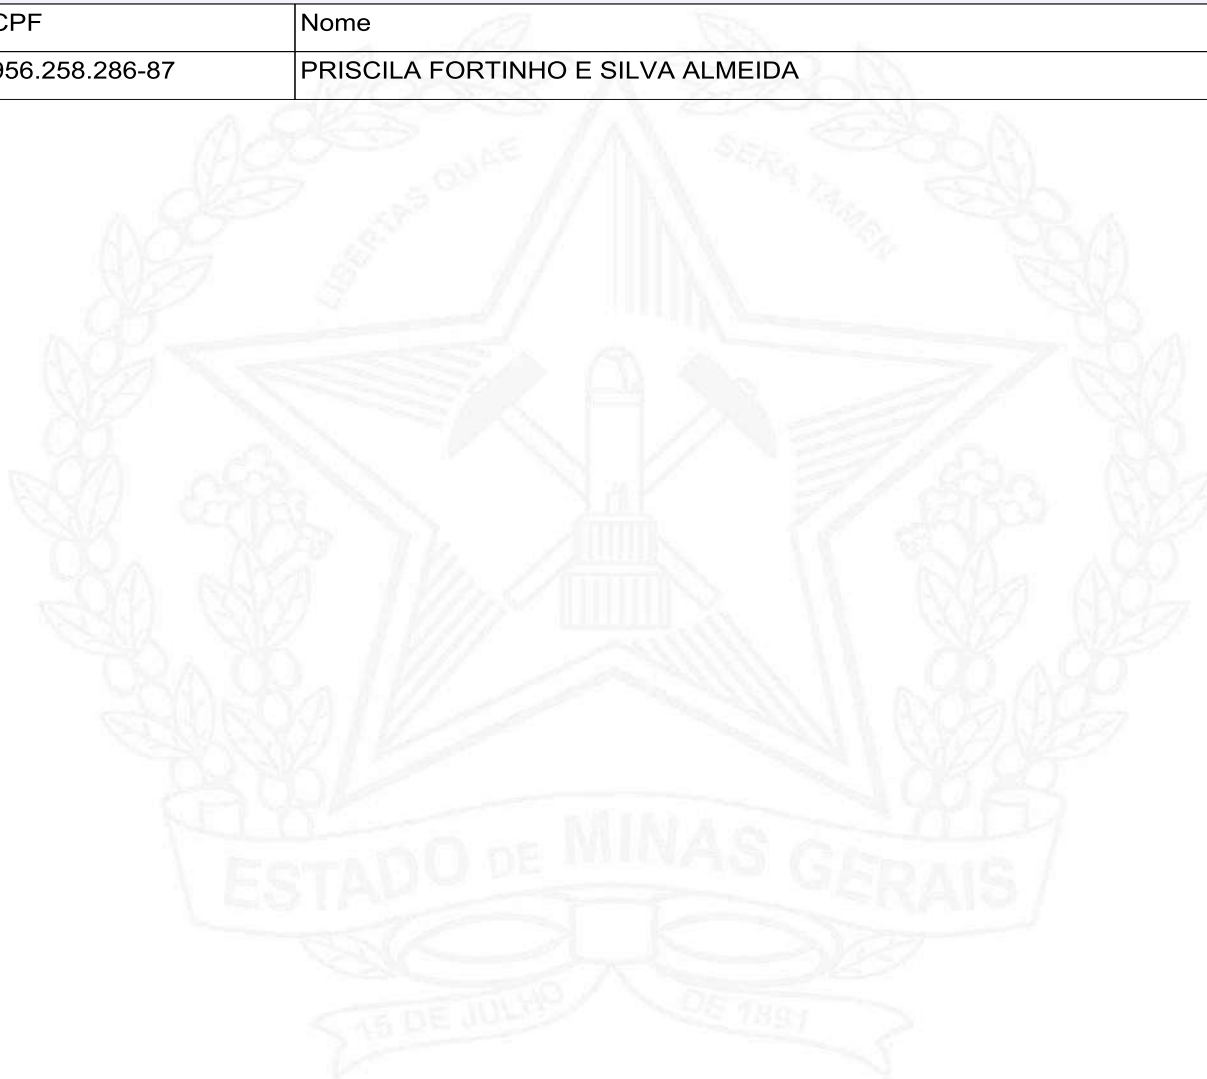 CPF Nome
956.258.286-87 PRISCILA FORTINHO E SILVA ALMEIDA
LIBERTAS QUAE SERA TAMEN
ESTADO DE MINAS GERAIS
15 DE JULHO DE 1891